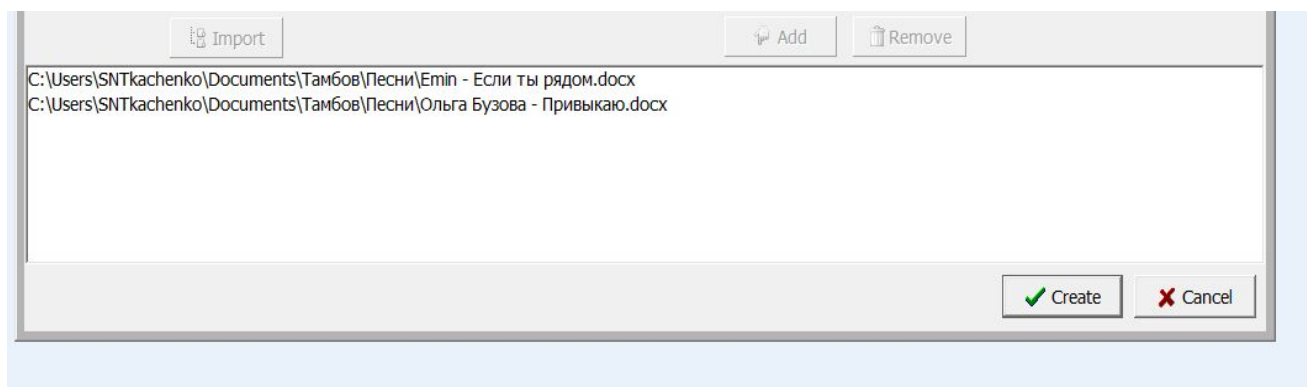 Import Add Remove
C:\Users\SNTkachenko\Documents\Тамбов\Песни\Emin - Если ты рядом.docx
C:\Users\SNTkachenko\Documents\Тамбов\Песни\Ольга Бузова - Привыкаю.docx
Create Cancel